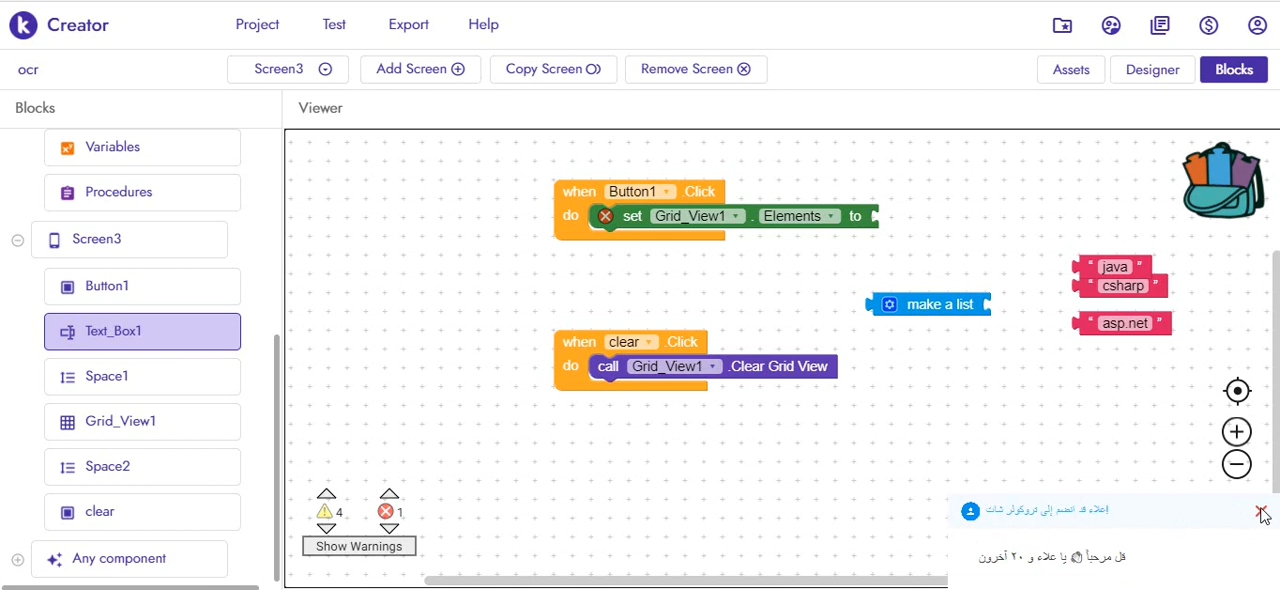 k Creator
Project
Test
Export
Help
ocr
Screen3
Add Screen
Copy Screen
Remove Screen
Assets
Designer
Blocks
Blocks
Viewer
Variables
Procedures
Screen3
Button1
Text_Box1
Space1
Grid_View1
Space2
clear
Any component
when Button1 .Click
do set Grid_View1 . Elements to
make a list
when clear .Click
do call Grid_View1 .Clear Grid View
“ java ”
“ csharp ”
“ asp.net ”
4
1
Show Warnings
إعلاء قد انضم إلى تروكولر شات!
قل مرحباً يا علاء و ٢٠ آخرون